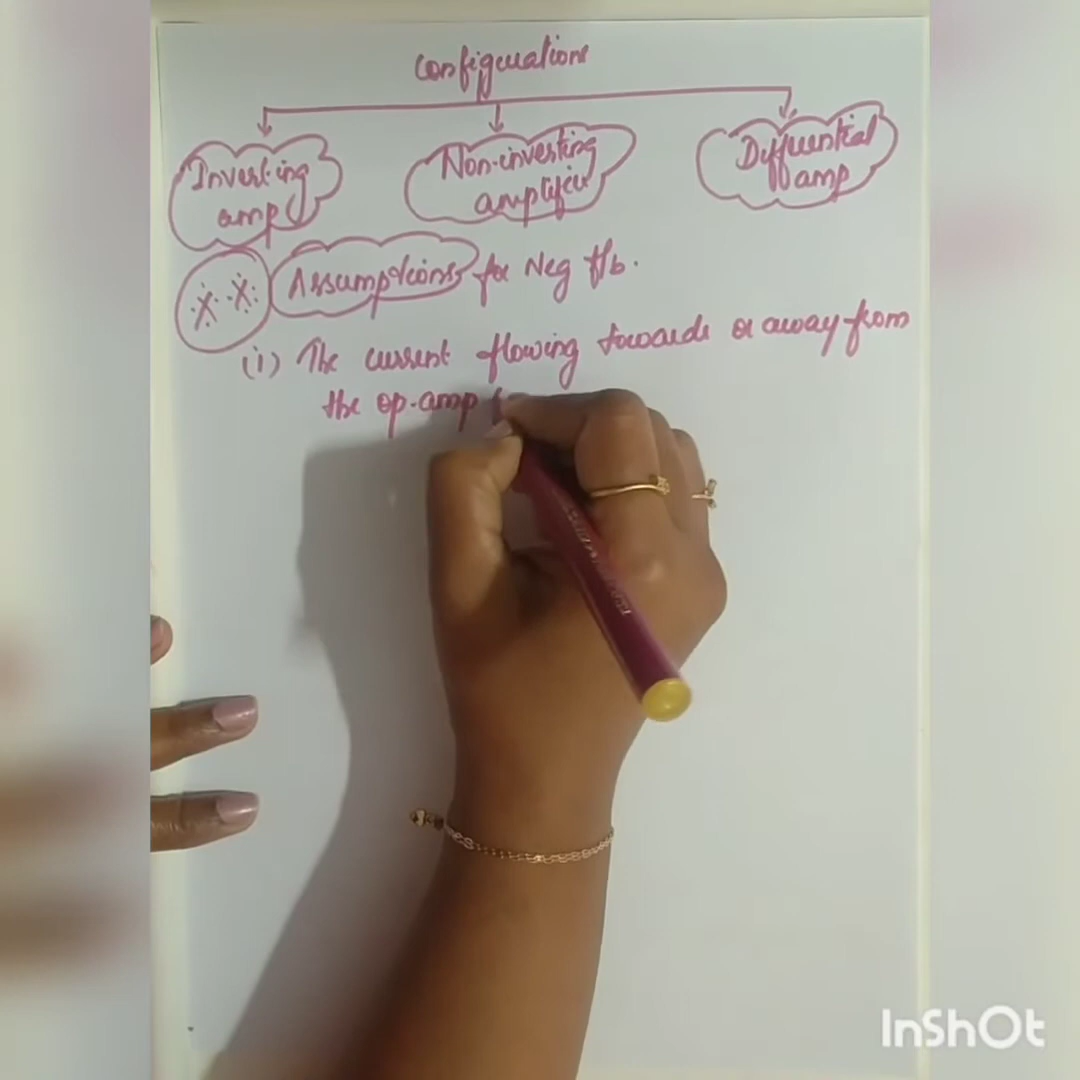 Configurations
Inverting amp
Non-inverting amplifier
Differential amp
Assumptions for Neg f/b.
(i) The current flowing towards or away from
the op-amp
InShOt